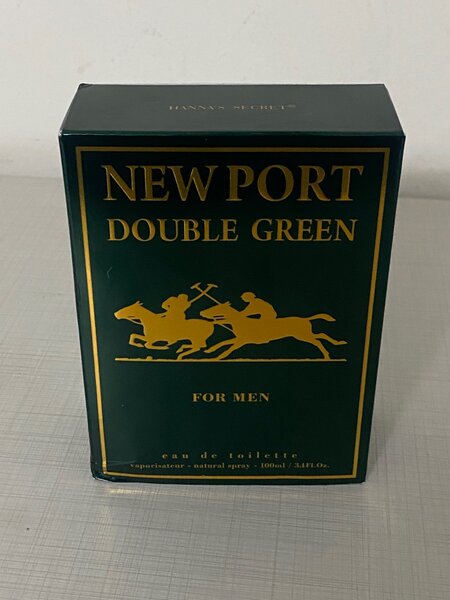 HANNA'S SECRET®
NEW PORT
DOUBLE GREEN
FOR MEN
eau de toilette
vaporisateur - natural spray - 100ml / 3.4FL.Oz.